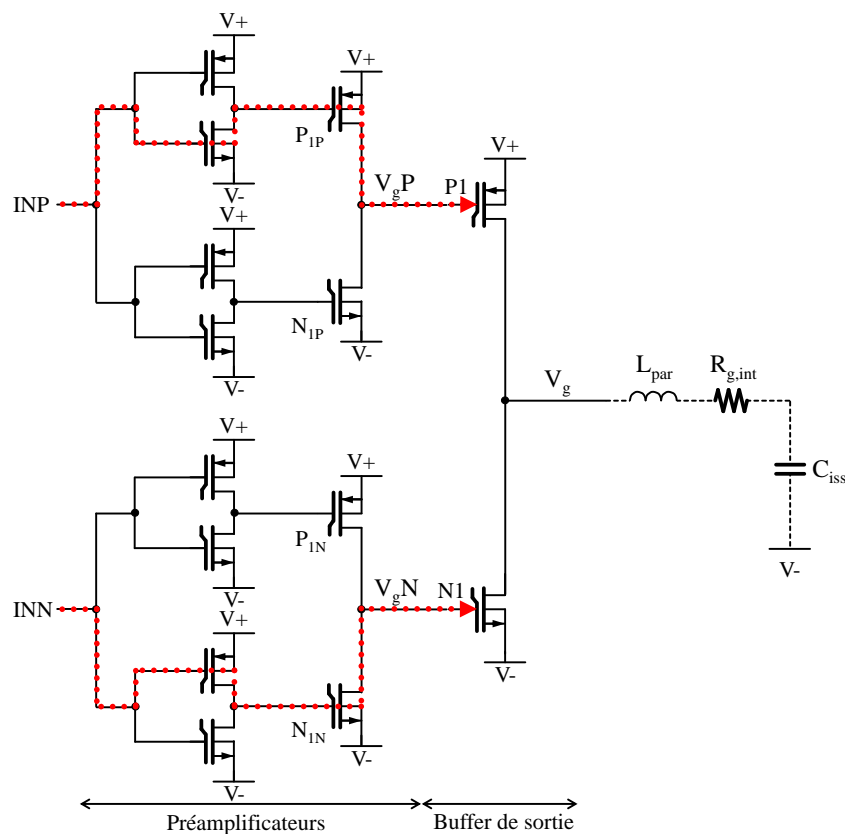 V+
V+
P1P
V-
V+
VgP
P1
V+
INP
N1P
V-
V-
Vg
Lpar
Rg,int
Ciss
V-
V+
V+
P1N
V-
VgN
N1
INN
V+
V-
N1N
V-
V-
Préamplificateurs
Buffer de sortie